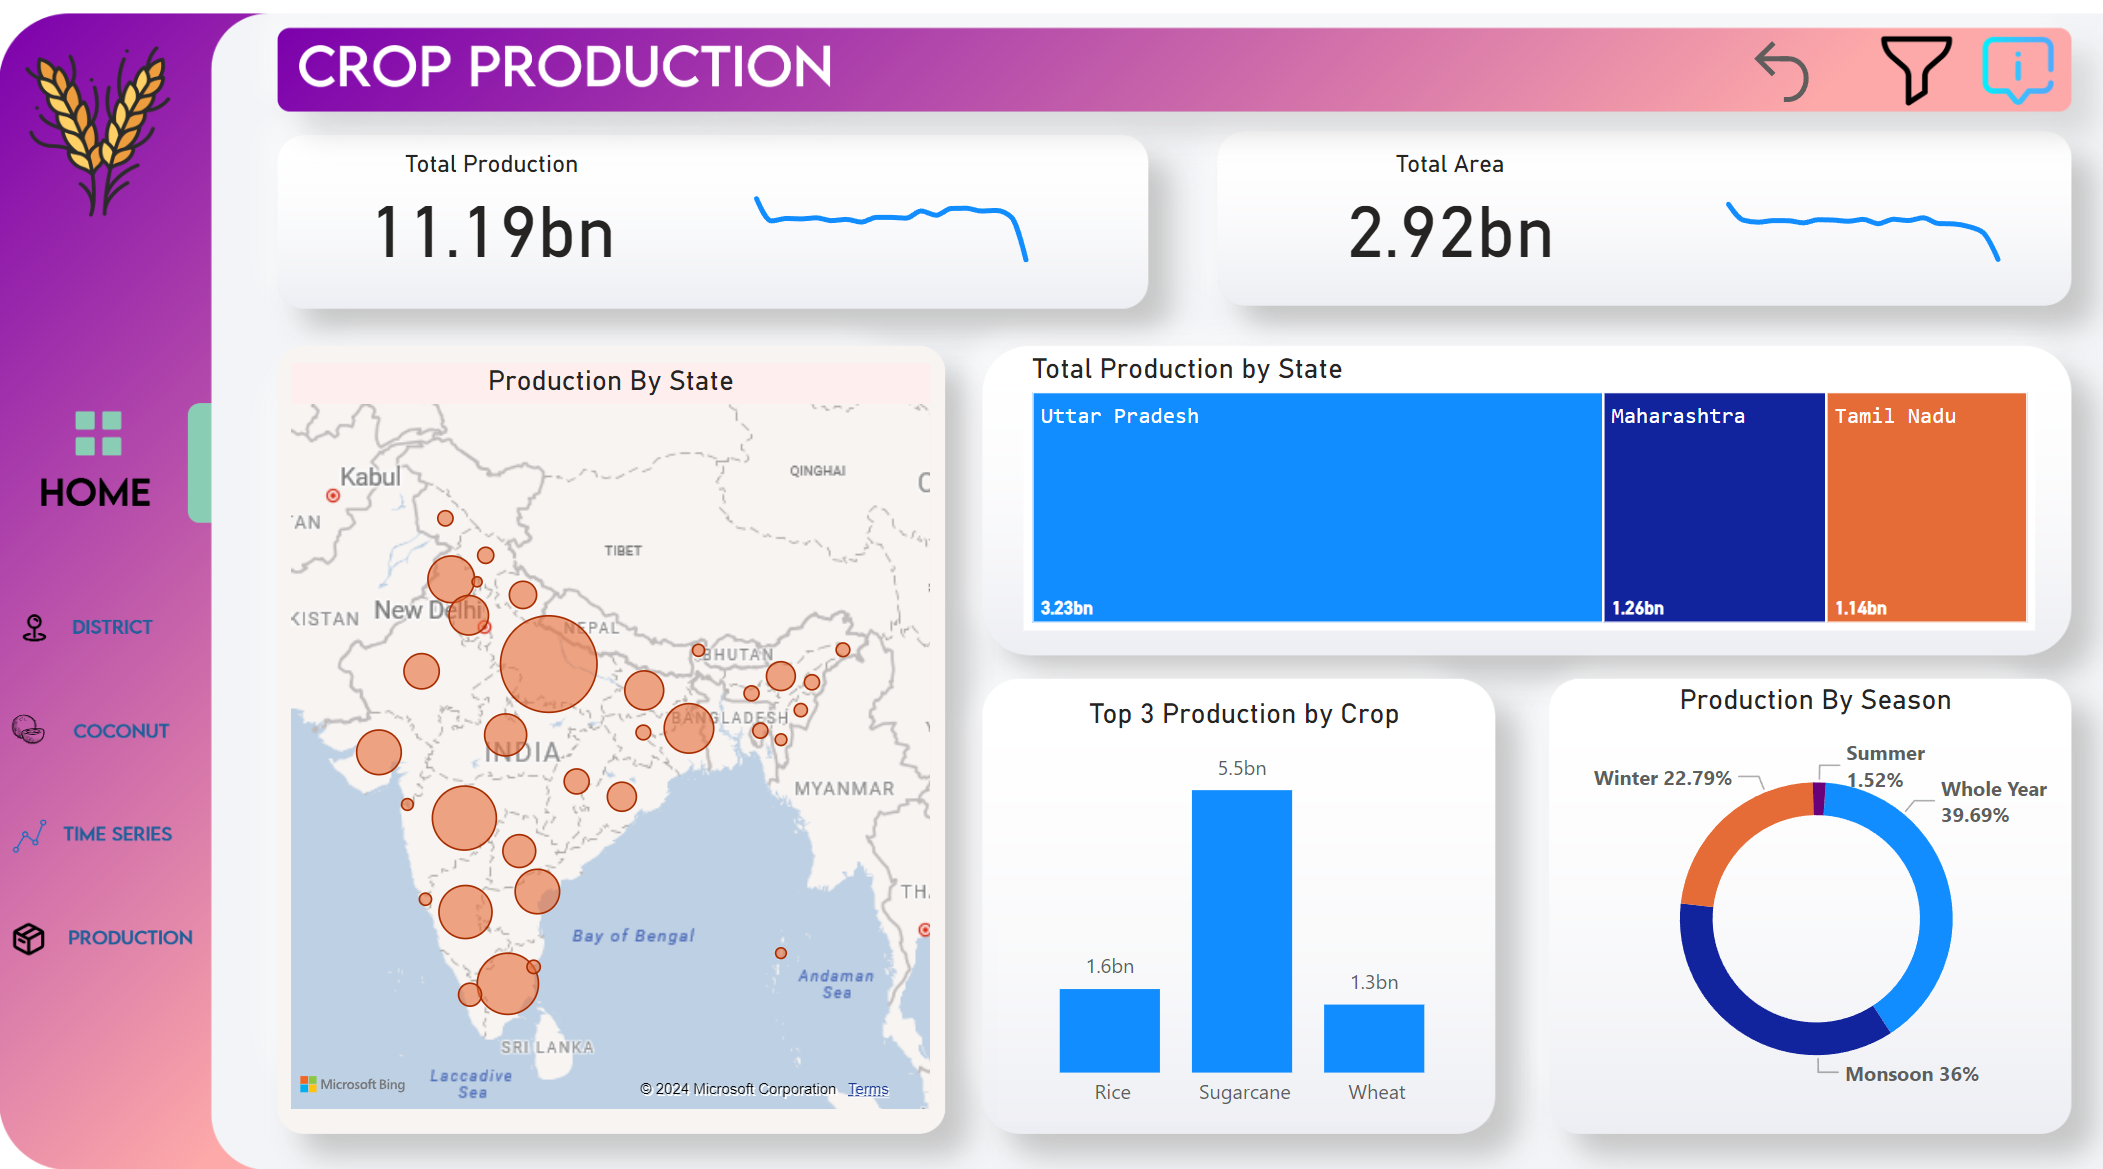 CROP PRODUCTION
Total Production
11.19bn
Total Area
2.92bn
HOME
DISTRICT
COCONUT
TIME SERIES
PRODUCTION
Production By State
Kabul
QINGHAI
AN
TIBET
KISTAN
New Delhi
NEPAL
BHUTAN
BANGLADESH
INDIA
MYANMAR
TH
Bay of Bengal
Andaman
Sea
SRI LANKA
Laccadive
Sea
Microsoft Bing
© 2024 Microsoft Corporation Terms
Total Production by State
Uttar Pradesh
3.23bn
Maharashtra
1.26bn
Tamil Nadu
1.14bn
Top 3 Production by Crop
5.5bn
1.6bn
1.3bn
Rice
Sugarcane
Wheat
Production By Season
Summer
1.52%
Winter 22.79%
Whole Year
39.69%
Monsoon 36%